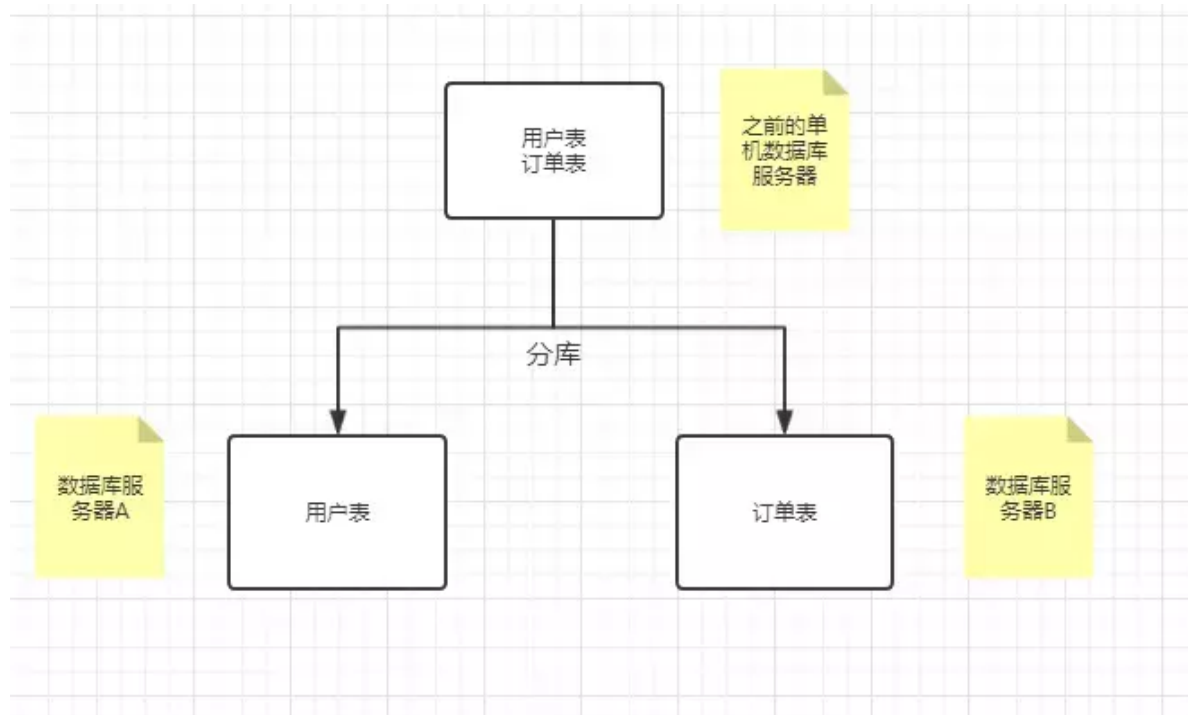 用户表
订单表
之前的单
机数据库
服务器
分库
数据库服
务器A
用户表
订单表
数据库服
务器B